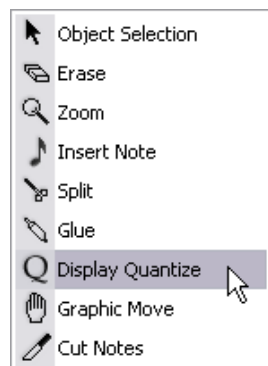 Object Selection
Erase
Zoom
Insert Note
Split
Glue
Q Display Quantize
Graphic Move
Cut Notes